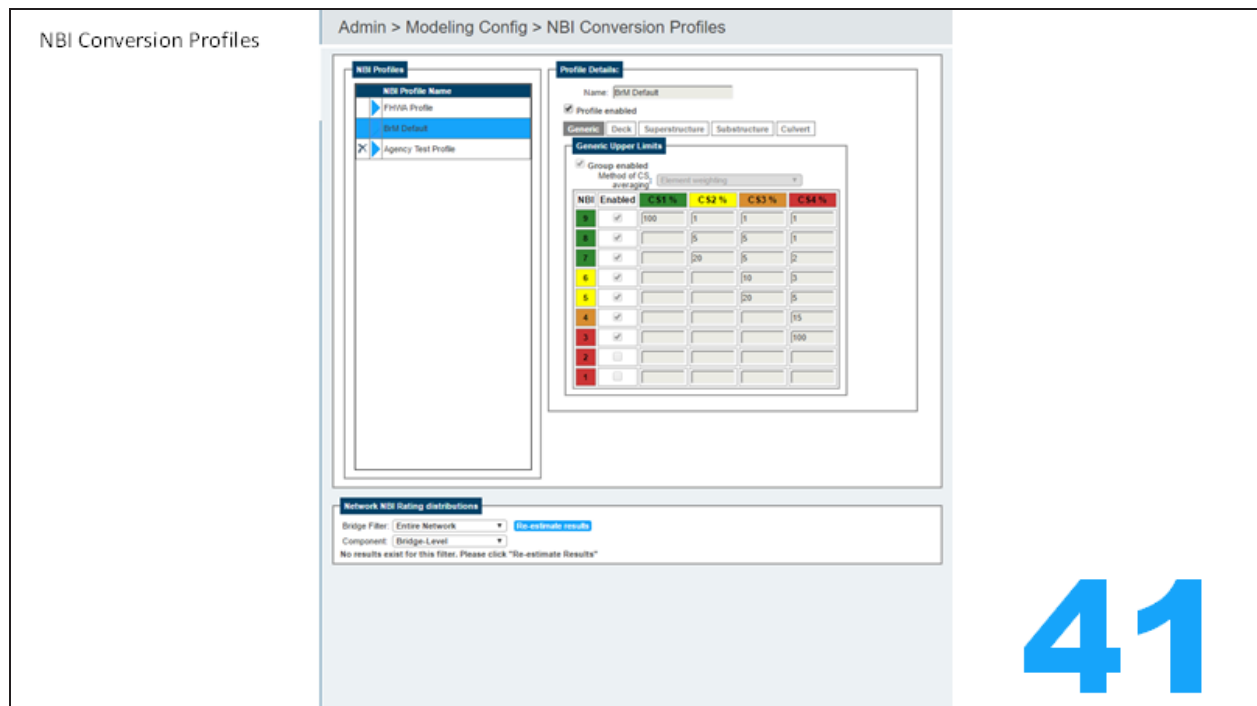 NBI Conversion Profiles
Admin > Modeling Config > NBI Conversion Profiles
NBI Profiles
NBI Profile Name
FHWA Profile
BrM Default
Agency Test Profile
Profile Details:
Name: BrM Default
Profile enabled
Generic Deck Superstructure Substructure Culvert
Generic Upper Limits
Group enabled
Method of CS averaging: Element weighting
NBI Enabled CS1 % CS2 % CS3 % CS4 %
9 100 1 1 1
8 5 5 1
7 20 5 2
6 10 3
5 20 5
4 15
3 100
2
1
Network NBI Rating distributions
Bridge Filter: Entire Network Re-estimate results
Component: Bridge-Level
No results exist for this filter. Please click "Re-estimate Results"
41